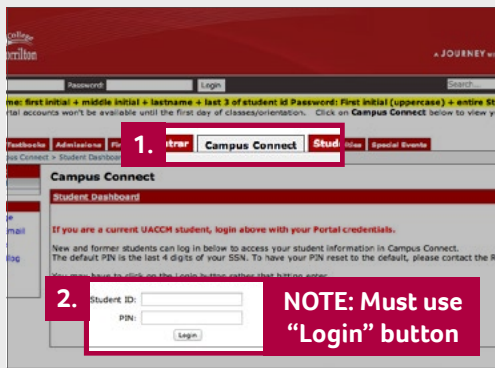 College
orrilton
A JOURNEY
Password: Login Search...
me: first initial + middle initial + lastname + last 3 of student id Password: First initial (uppercase) + entire St
rtal accounts won't be available until the first day of classes/orientation. Click on Campus Connect below to view y
1.
Textbooks Admissions Fin trar Campus Connect Stud ities Special Events
pus Connect > Student Dashboard
Campus Connect
Student Dashboard
If you are a current UACCM student, login above with your Portal credentials.
New and former students can log in below to access your student information in Campus Connect.
The default PIN is the last 4 digits of your SSN. To have your PIN reset to the default, please contact the R
You may have to click on the Login button rather that hitting enter.
2.
Student ID:
PIN:
Login
NOTE: Must use
“Login” button